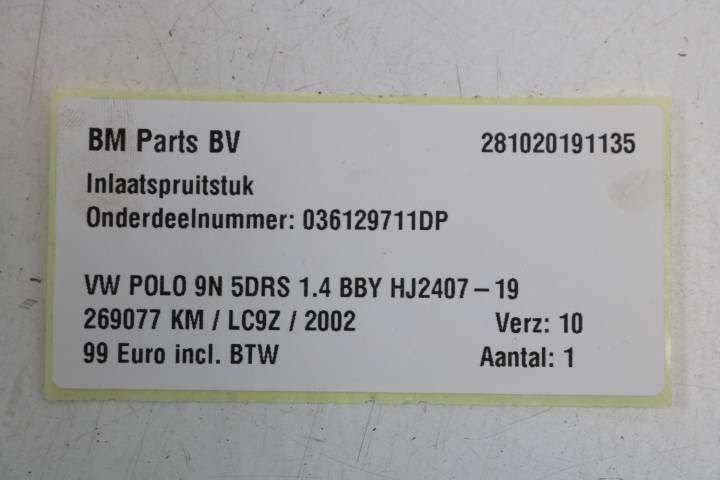 BM Parts BV 281020191135
Inlaatspruitstuk
Onderdeelnummer: 036129711DP
VW POLO 9N 5DRS 1.4 BBY HJ2407 – 19
269077 KM / LC9Z / 2002 Verz: 10
99 Euro incl. BTW Aantal: 1